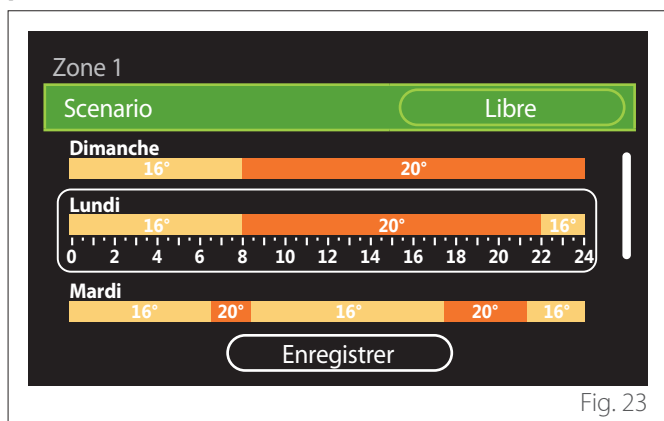 Zone 1
Scenario Libre
Dimanche
16° 20°
Lundi
16° 20° 16°
0 2 4 6 8 10 12 14 16 18 20 22 24
Mardi
16° 20° 16° 20° 16°
Enregistrer
Fig. 23